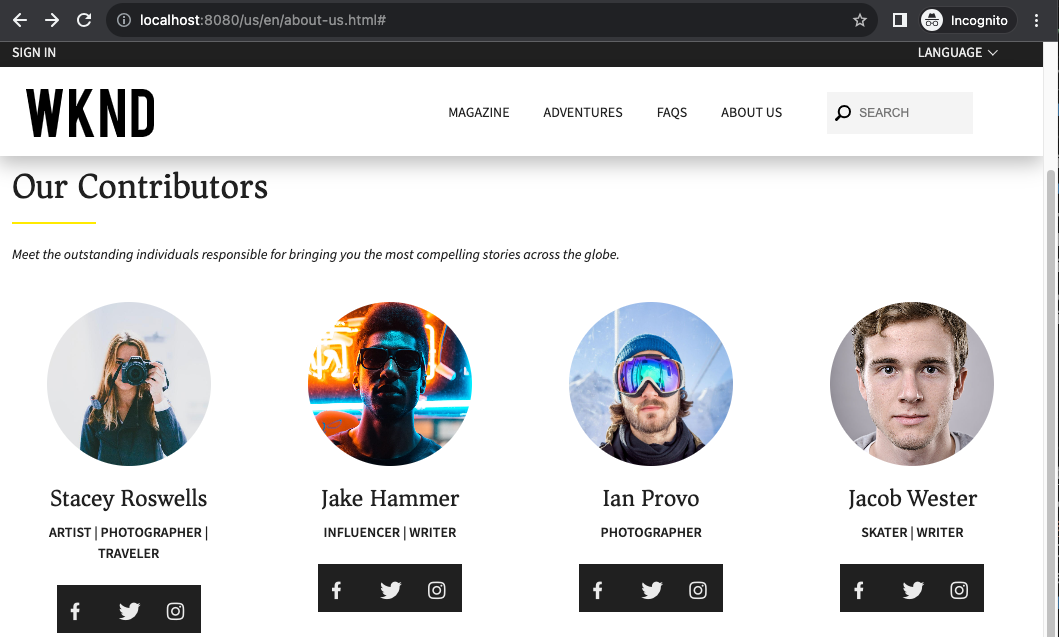 localhost:8080/us/en/about-us.html#
Incognito
SIGN IN
LANGUAGE
WKND
MAGAZINE
ADVENTURES
FAQS
ABOUT US
SEARCH
Our Contributors
Meet the outstanding individuals responsible for bringing you the most compelling stories across the globe.
Stacey Roswells
ARTIST | PHOTOGRAPHER |
TRAVELER
Jake Hammer
INFLUENCER | WRITER
Ian Provo
PHOTOGRAPHER
Jacob Wester
SKATER | WRITER